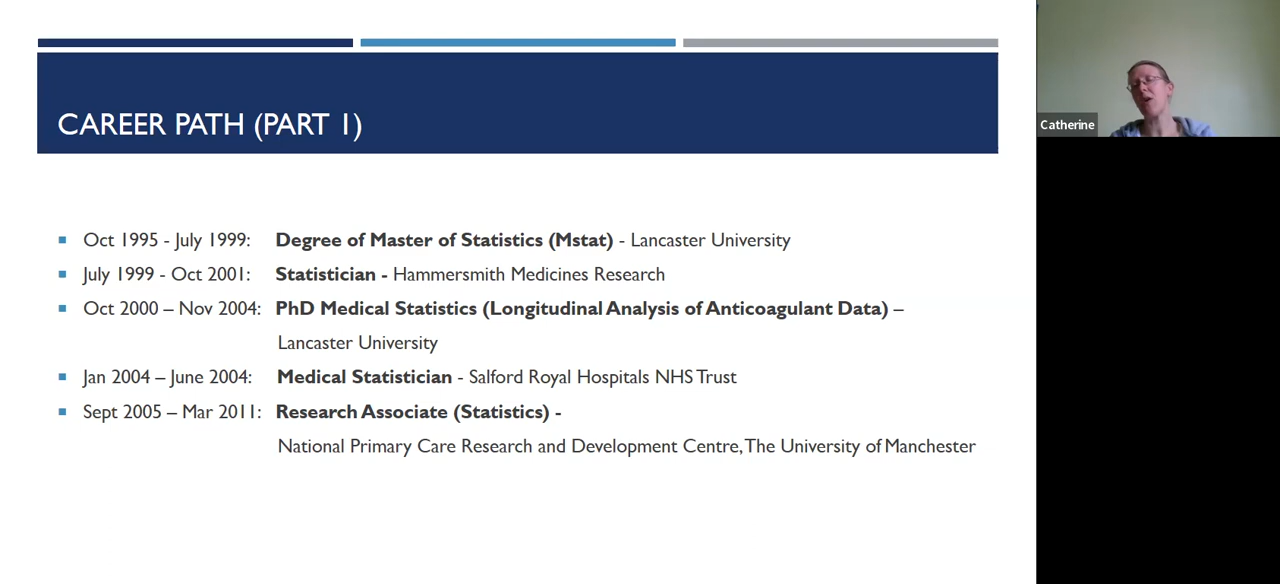 CAREER PATH (PART 1)
Catherine
Oct 1995 - July 1999: Degree of Master of Statistics (Mstat) - Lancaster University
July 1999 - Oct 2001: Statistician - Hammersmith Medicines Research
Oct 2000 – Nov 2004: PhD Medical Statistics (Longitudinal Analysis of Anticoagulant Data) –
Lancaster University
Jan 2004 – June 2004: Medical Statistician - Salford Royal Hospitals NHS Trust
Sept 2005 – Mar 2011: Research Associate (Statistics) -
National Primary Care Research and Development Centre, The University of Manchester